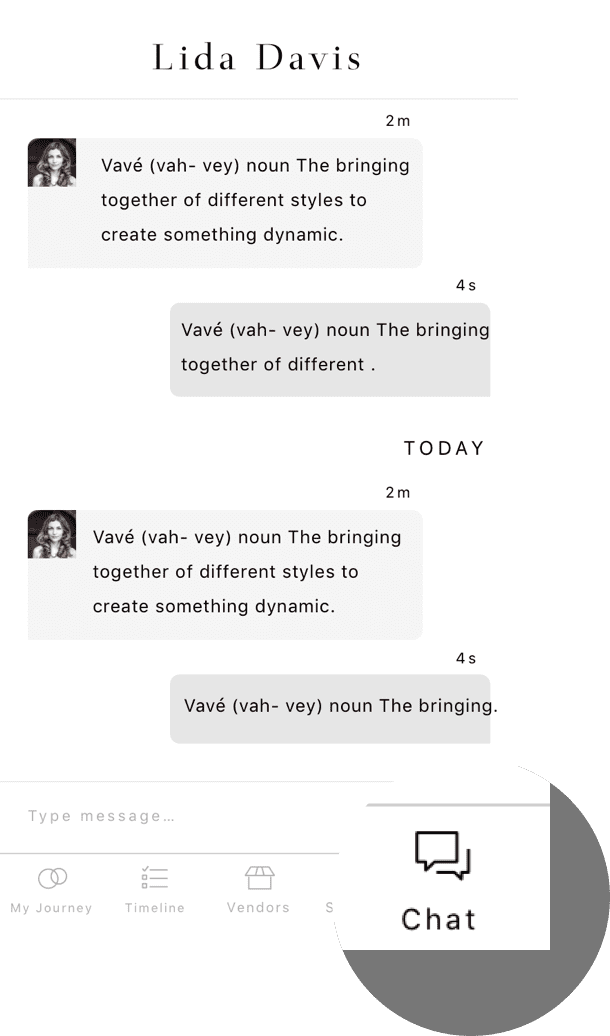 Lida Davis
2m
Vavé (vah- vey) noun The bringing
together of different styles to
create something dynamic.
4s
Vavé (vah- vey) noun The bringing
together of different .
TODAY
2m
Vavé (vah- vey) noun The bringing
together of different styles to
create something dynamic.
4s
Vavé (vah- vey) noun The bringing.
Type message…
My Journey Timeline Vendors S
Chat